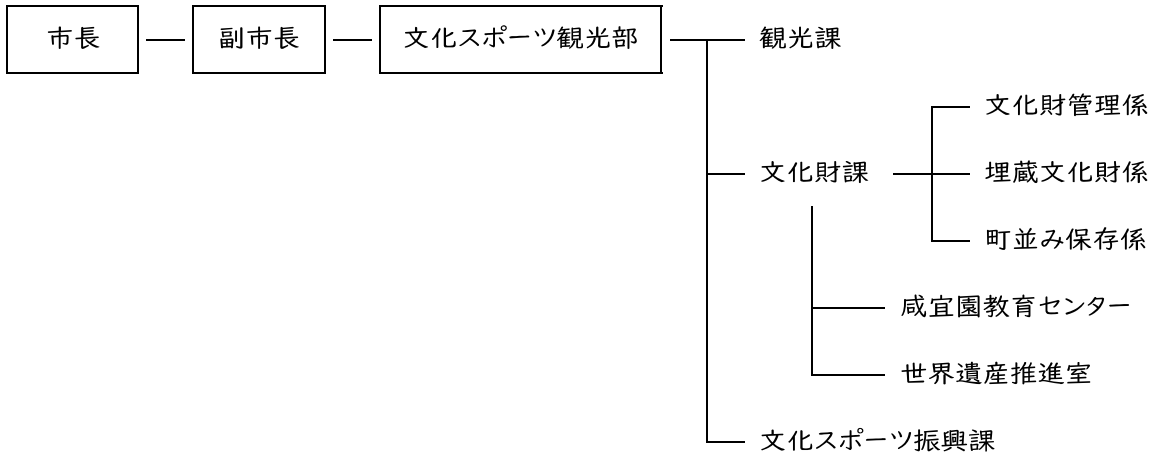 市長
副市長
文化スポーツ観光部
観光課
文化財管理係
文化財課
埋蔵文化財係
町並み保存係
咸宜園教育センター
世界遺産推進室
文化スポーツ振興課